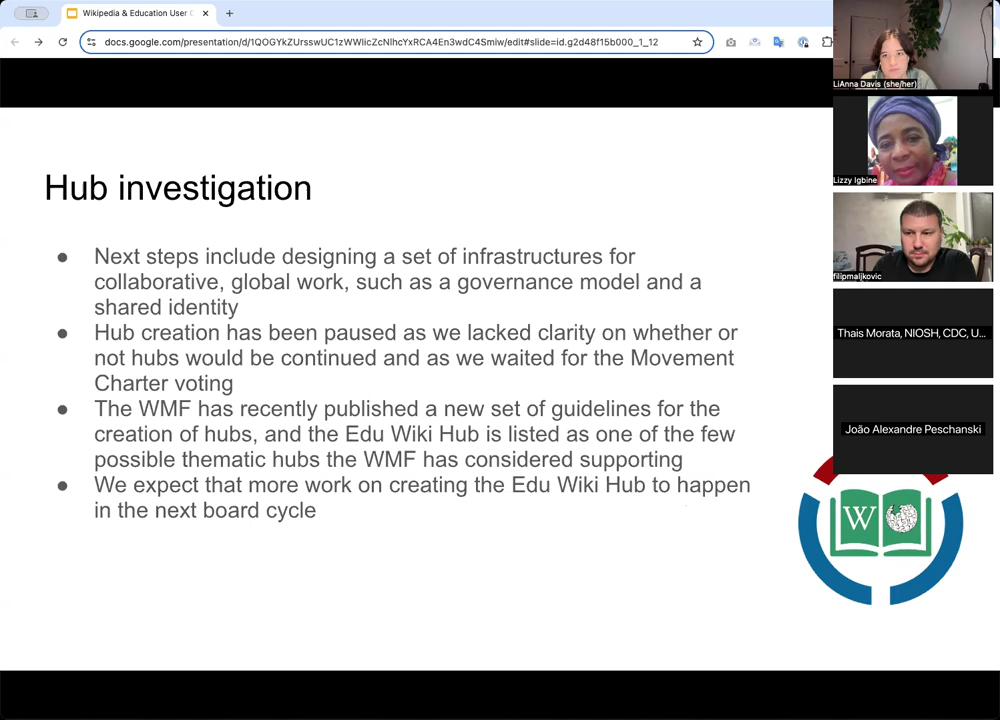 Wikipedia & Education User
docs.google.com/presentation/d/1QOGYkZUrsswUC1zWWlicZcNlhcYxRCA4En3wdC4Smiw/edit#slide=id.g2d48f15b000_1_12
LiAnna Davis (she/her)
Lizzy Igbine
filipmaljkovic
Thais Morata, NIOSH, CDC, U...
João Alexandre Peschanski
Hub investigation
● Next steps include designing a set of infrastructures for
collaborative, global work, such as a governance model and a
shared identity
● Hub creation has been paused as we lacked clarity on whether or
not hubs would be continued and as we waited for the Movement
Charter voting
● The WMF has recently published a new set of guidelines for the
creation of hubs, and the Edu Wiki Hub is listed as one of the few
possible thematic hubs the WMF has considered supporting
● We expect that more work on creating the Edu Wiki Hub to happen
in the next board cycle
W